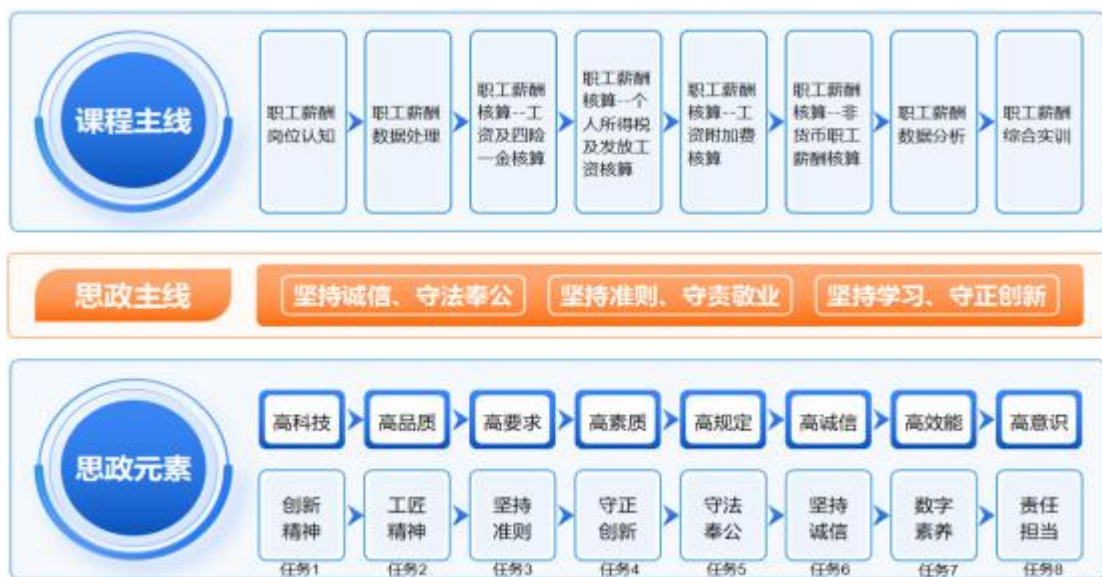 课程主线
职工薪酬
岗位认知
职工薪酬
数据处理
职工薪酬
核算--工
资及四险
一金核算
职工薪酬
核算--个
人所得税
及发放工
资核算
职工薪酬
核算--工
资附加费
核算
职工薪酬
核算--非
货币职工
薪酬核算
职工薪酬
数据分析
职工薪酬
综合实训
思政主线
坚持诚信、守法奉公
坚持准则、守责敬业
坚持学习、守正创新
思政元素
高科技
高品质
高要求
高素质
高规定
高诚信
高效能
高意识
创新
精神
任务1
工匠
精神
任务2
坚持
准则
任务3
守正
创新
任务4
守法
奉公
任务5
坚持
诚信
任务6
数字
素养
任务7
责任
担当
任务8